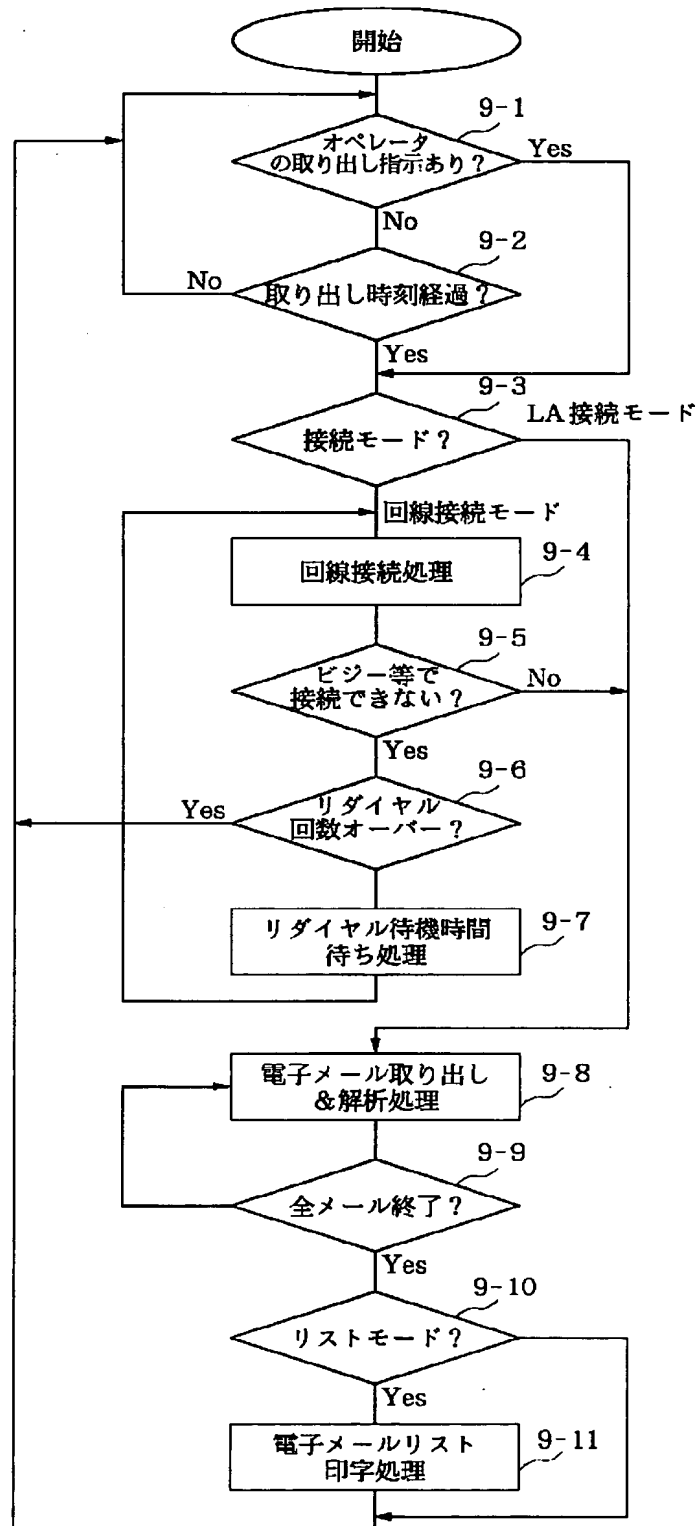 開始
9-1
オペレータ
の取り出し指示あり?
Yes
No
9-2
取り出し時刻経過?
No
Yes
9-3
接続モード?
LA接続モード
回線接続モード
回線接続処理
9-4
9-5
ビジー等で
接続できない?
No
Yes
9-6
リダイヤル
回数オーバー?
Yes
リダイヤル待機時間
待ち処理
9-7
電子メール取り出し
&解析処理
9-8
9-9
全メール終了?
Yes
9-10
リストモード?
Yes
電子メールリスト
印字処理
9-11